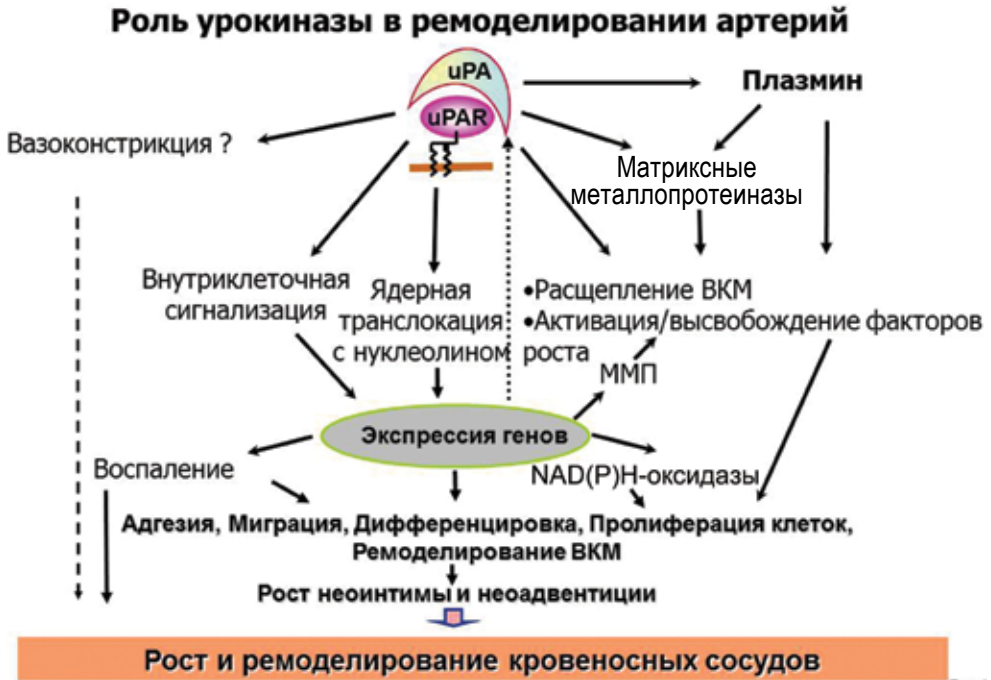 Роль урокиназы в ремоделировании артерий
uPA
uPAR
Плазмин
Вазоконстрикция ?
Матриксные
металлопротеиназы
Внутриклеточная
сигнализация
Ядерная
транслокация
с нуклеолином
•Расщепление ВКМ
•Активация/высвобождение факторов
роста
ММП
Экспрессия генов
Воспаление
NAD(P)H-оксидазы
Адгезия, Миграция, Дифференцировка, Пролиферация клеток,
Ремоделирование ВКМ
Рост неоинтимы и неоадвентиции
Рост и ремоделирование кровеносных сосудов